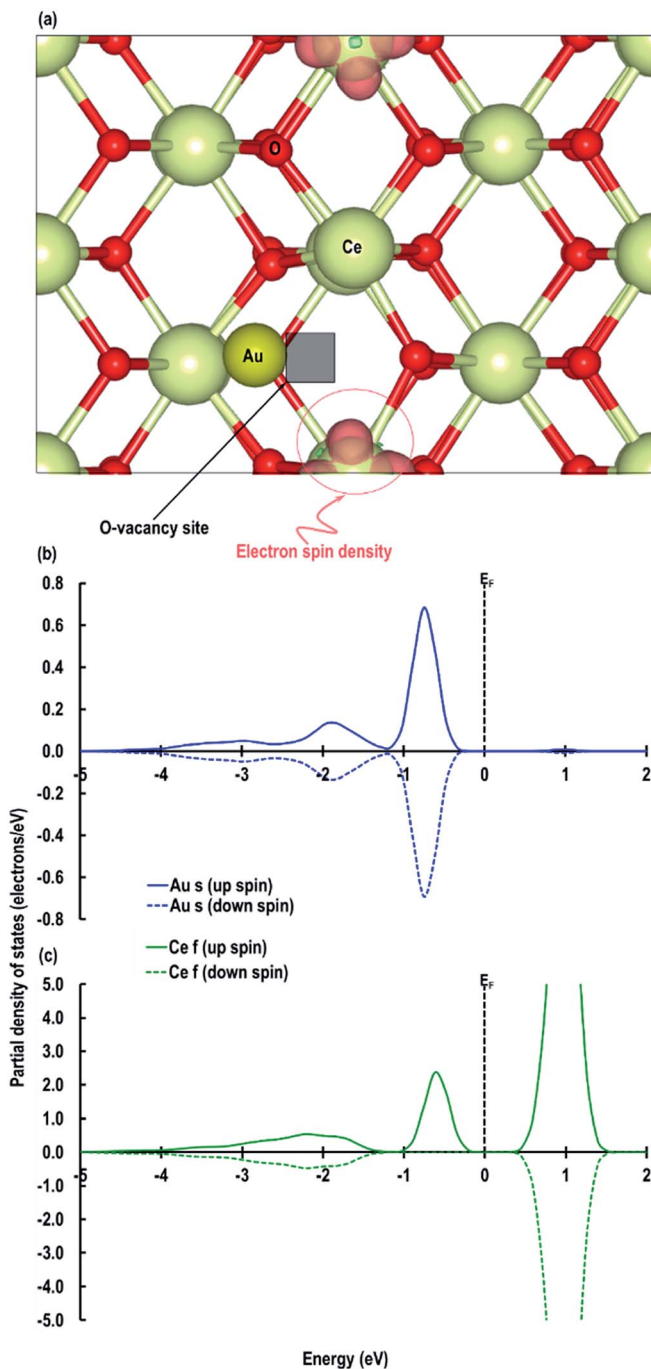 (a)
O
Ce
Au
O-vacancy site
Electron spin density
(b)
E_F
0.8
0.6
0.4
0.2
0.0
-5 -4 -3 -2 -1 0 1 2
-0.2
-0.4
-0.6
-0.8
Au s (up spin)
Au s (down spin)
Ce f (up spin)
Ce f (down spin)
(c)
E_F
5.0
4.0
3.0
2.0
1.0
0.0
-5 -4 -3 -2 -1 0 1 2
-1.0
-2.0
-3.0
-4.0
-5.0
Partial density of states (electrons/eV)
Energy (eV)